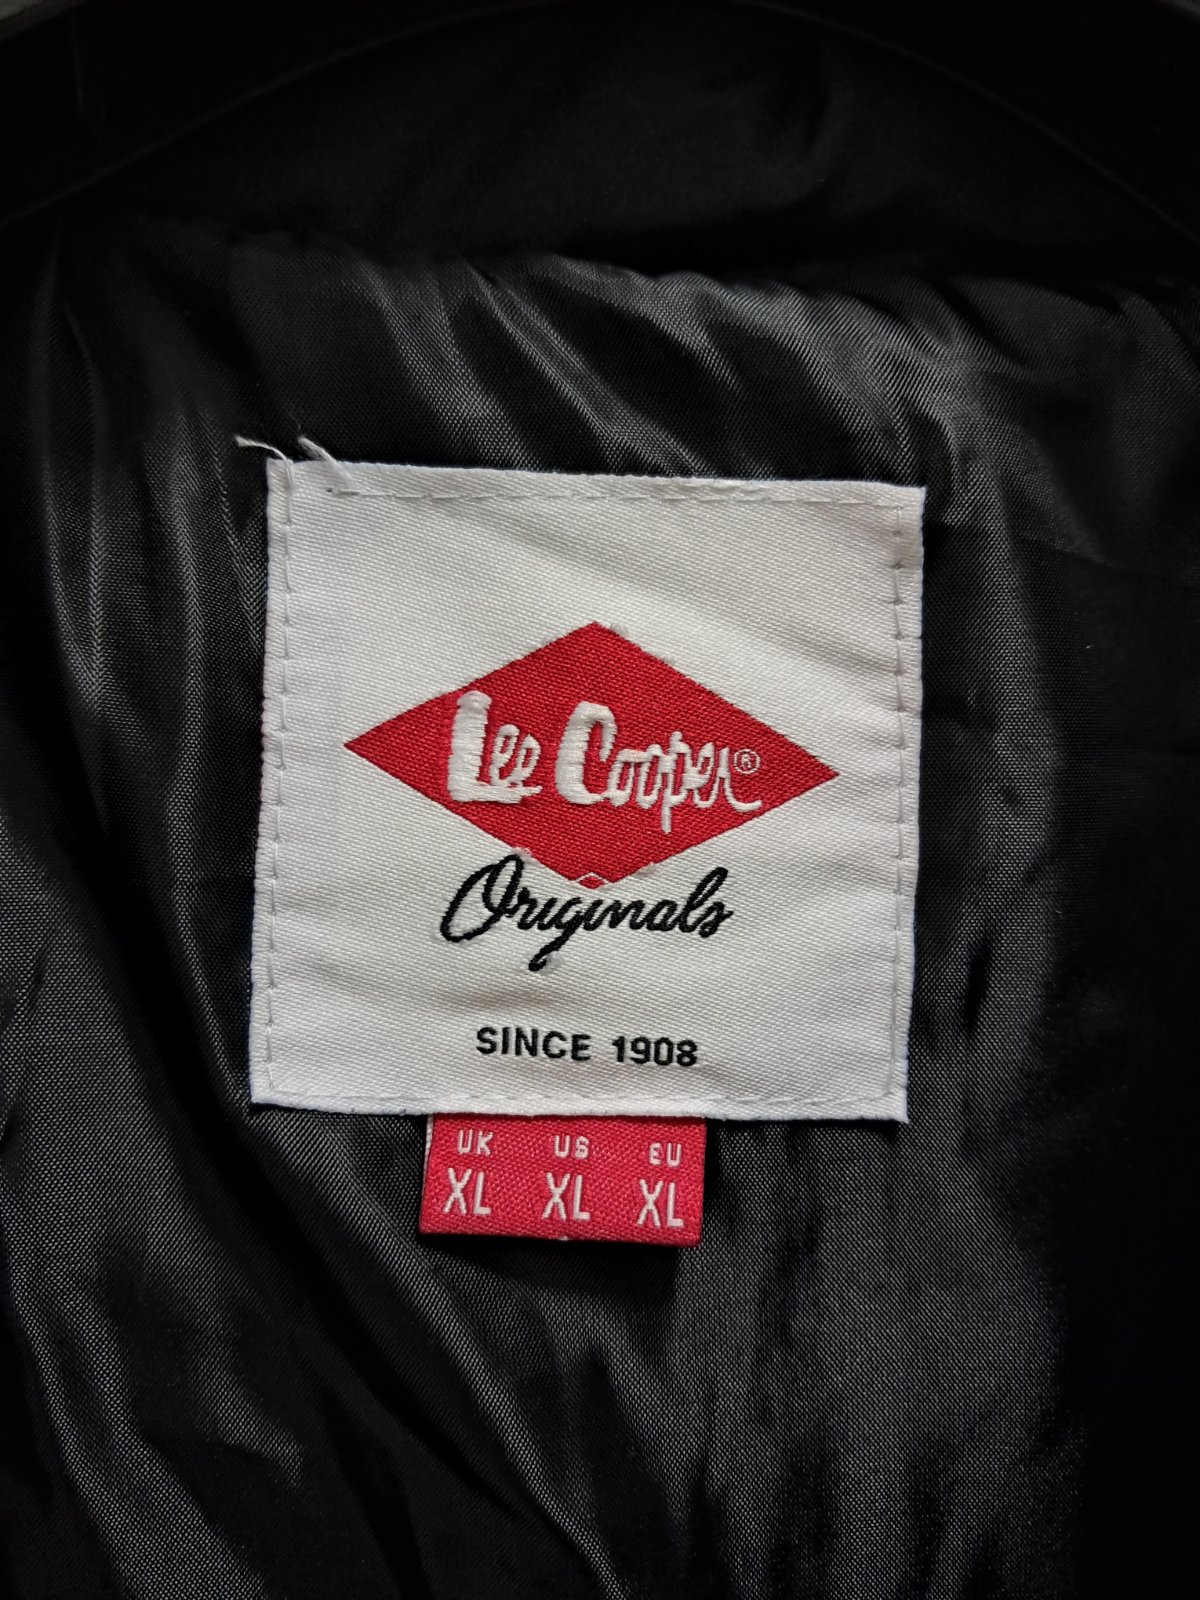 Lee Cooper®
Originals
SINCE 1908
UK US EU
XL XL XL